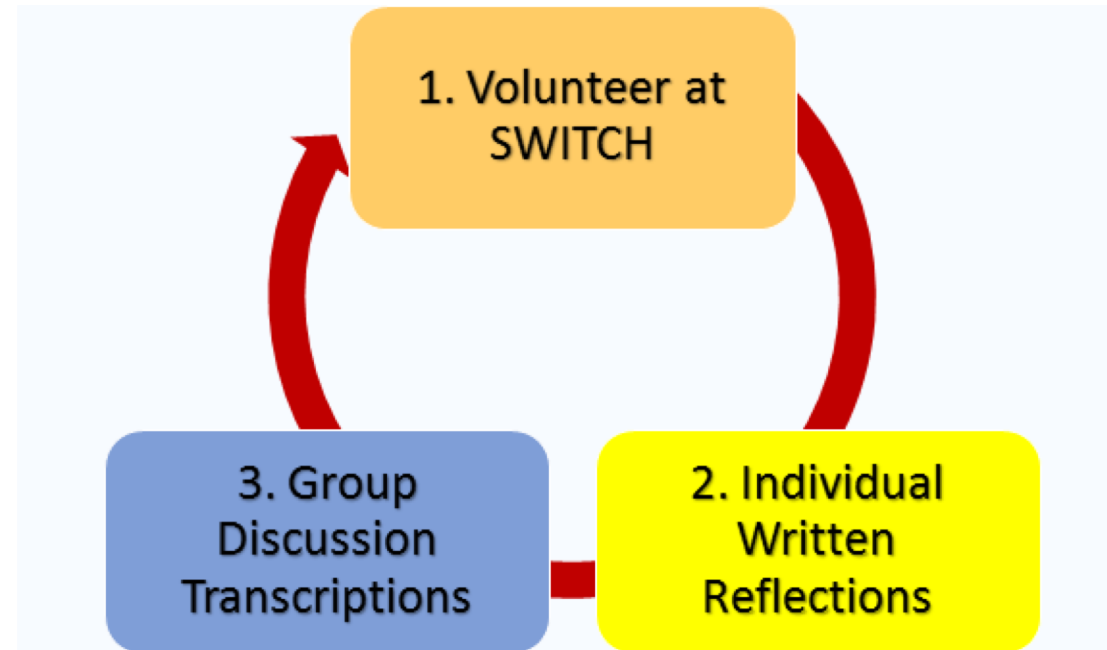 1. Volunteer at
SWITCH
2. Individual
Written
Reflections
3. Group
Discussion
Transcriptions